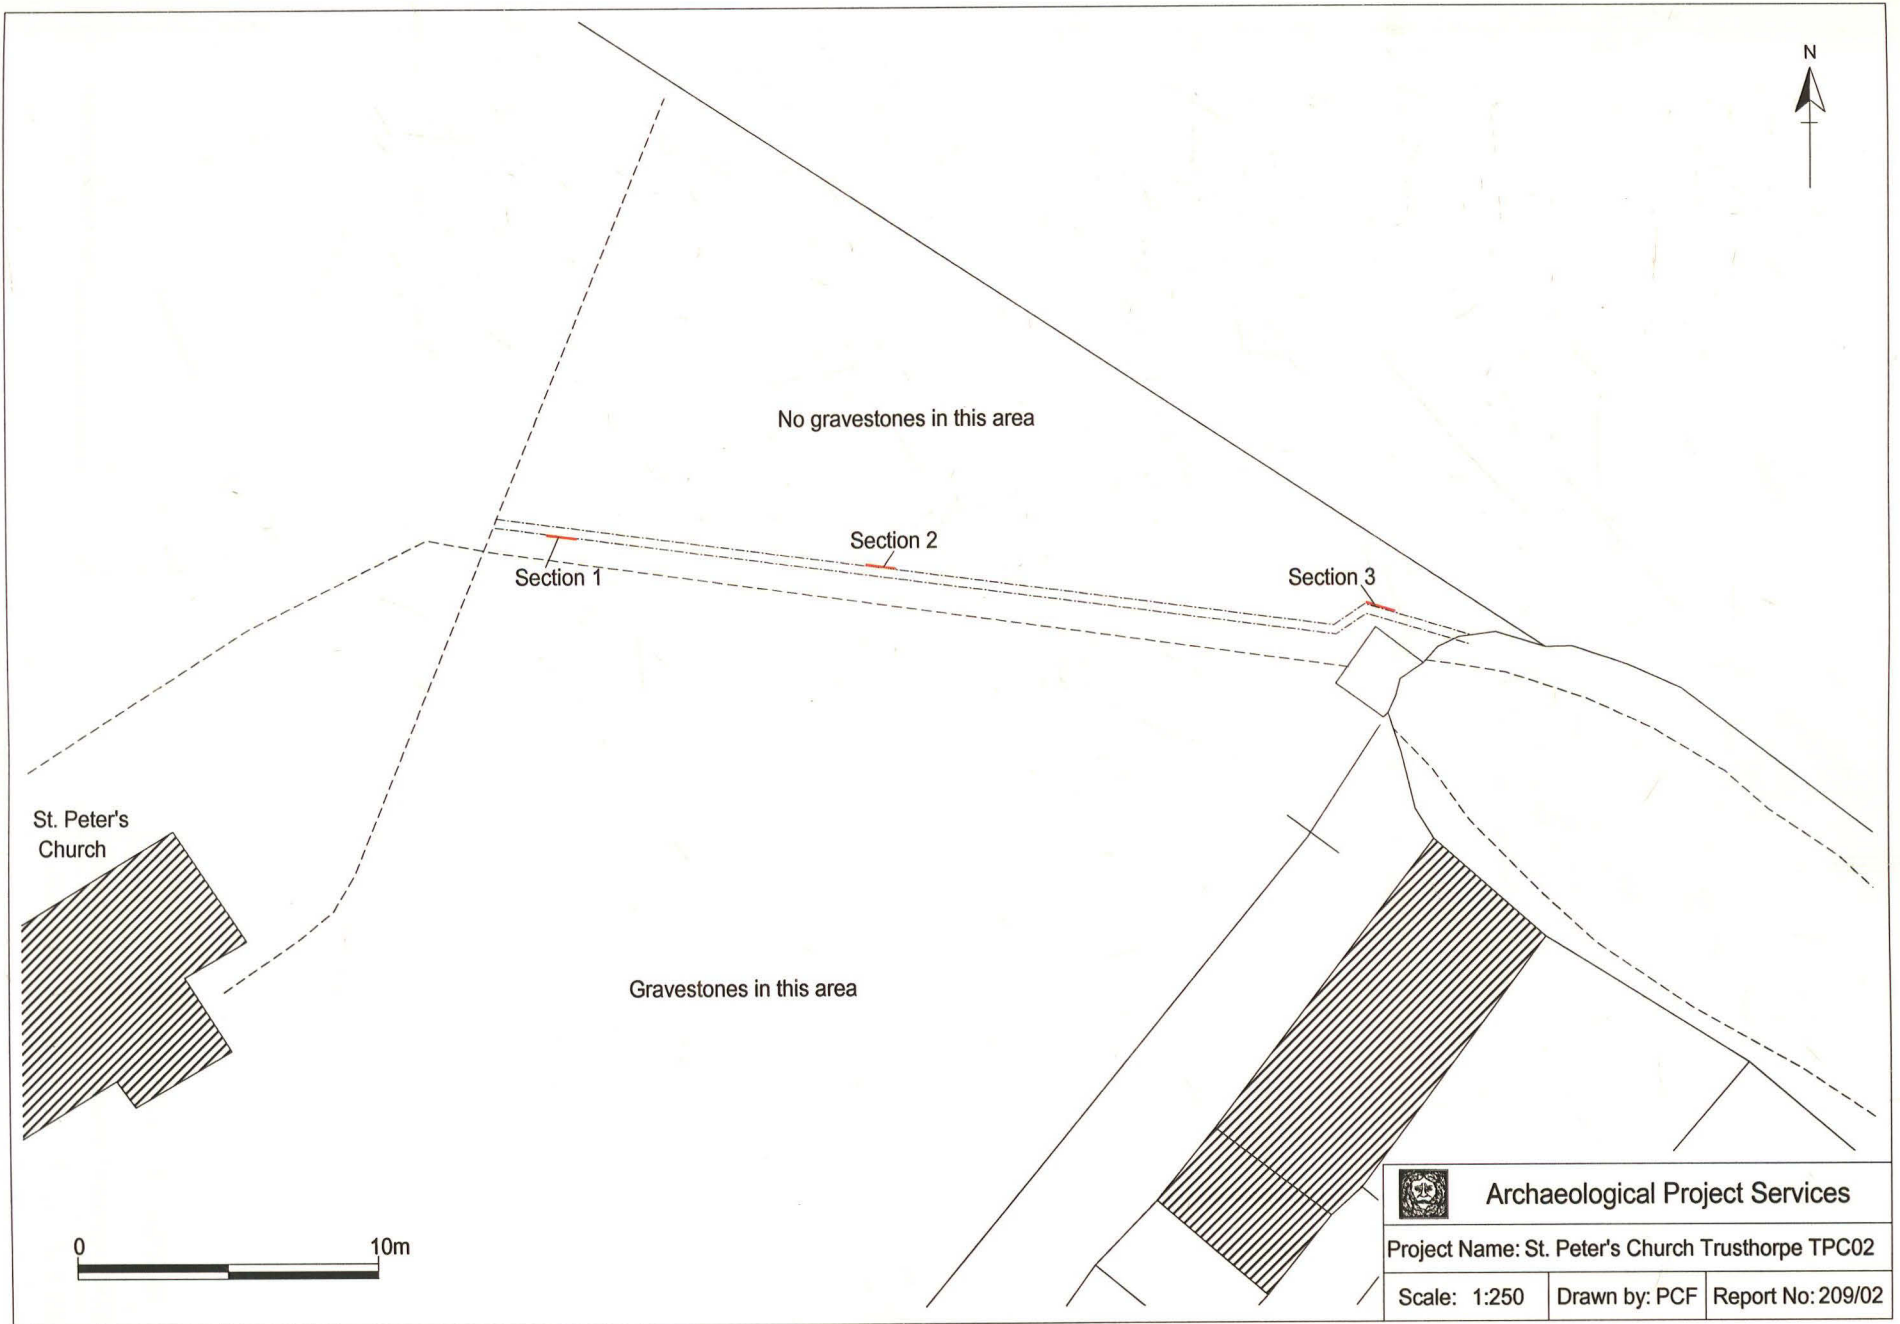 N
No gravestones in this area
Section 2
Section 1
Section 3
St. Peter's
Church
Gravestones in this area
0 10m
Archaeological Project Services
Project Name: St. Peter's Church Trusthorpe TPC02
Scale: 1:250
Drawn by: PCF
Report No: 209/02